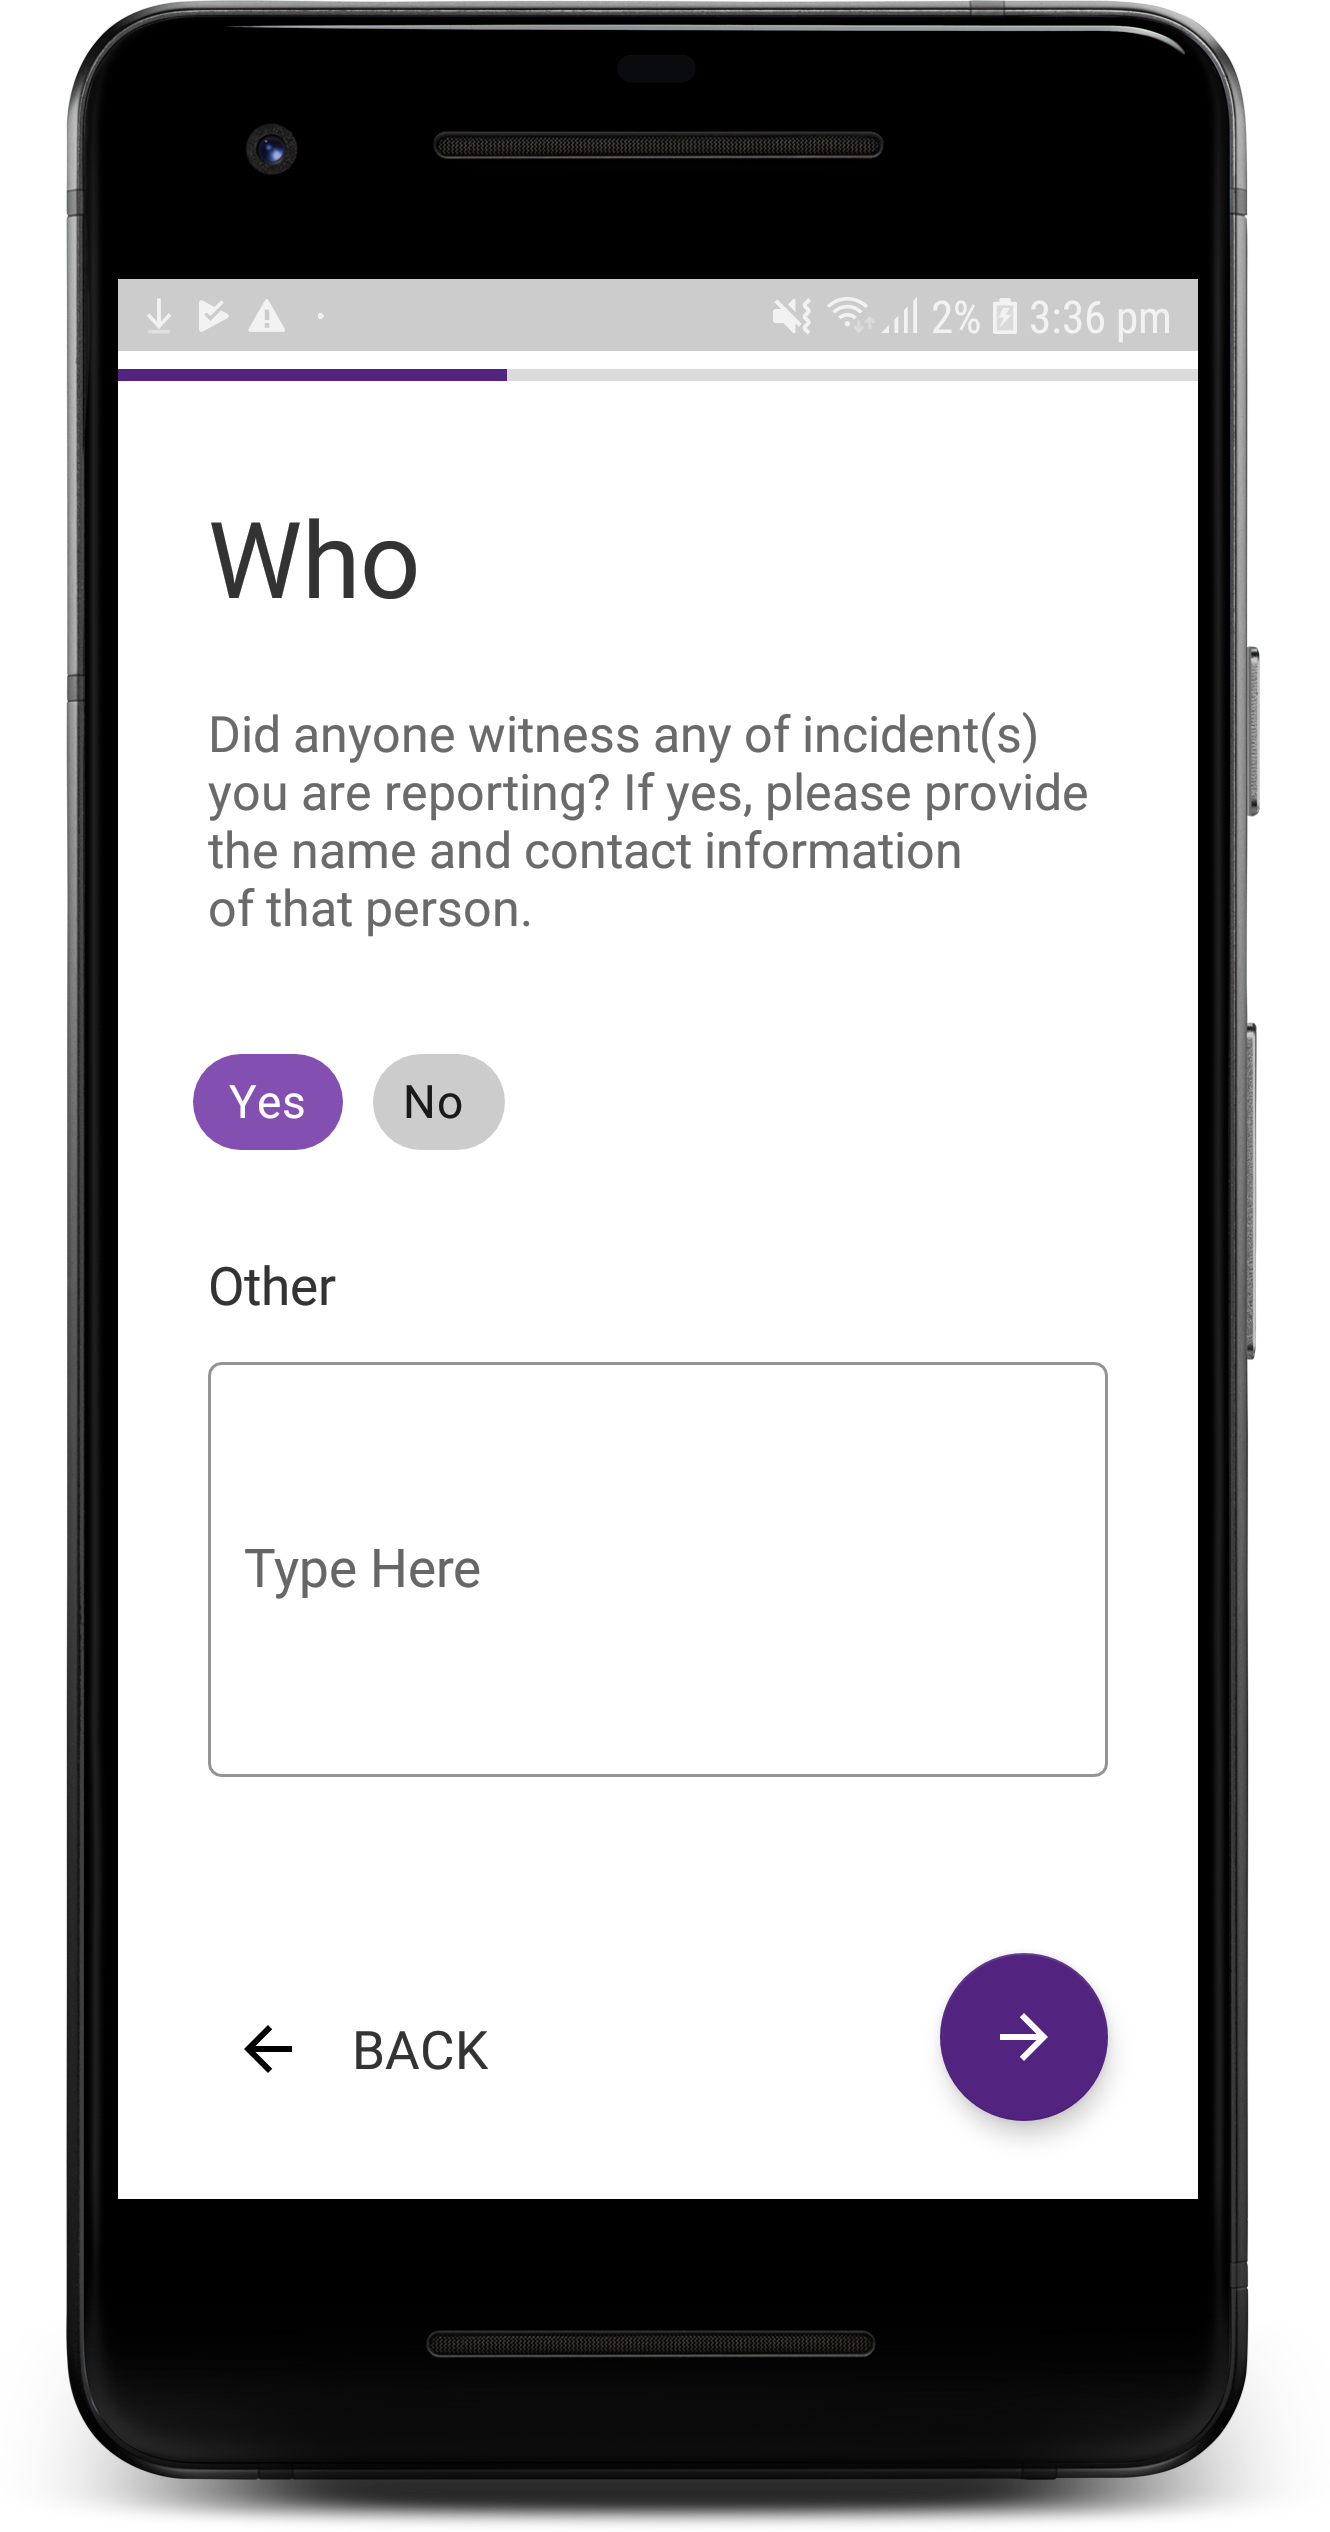 2% 3:36 pm
Who
Did anyone witness any of incident(s)
you are reporting? If yes, please provide
the name and contact information
of that person.
Yes No
Other
Type Here
BACK